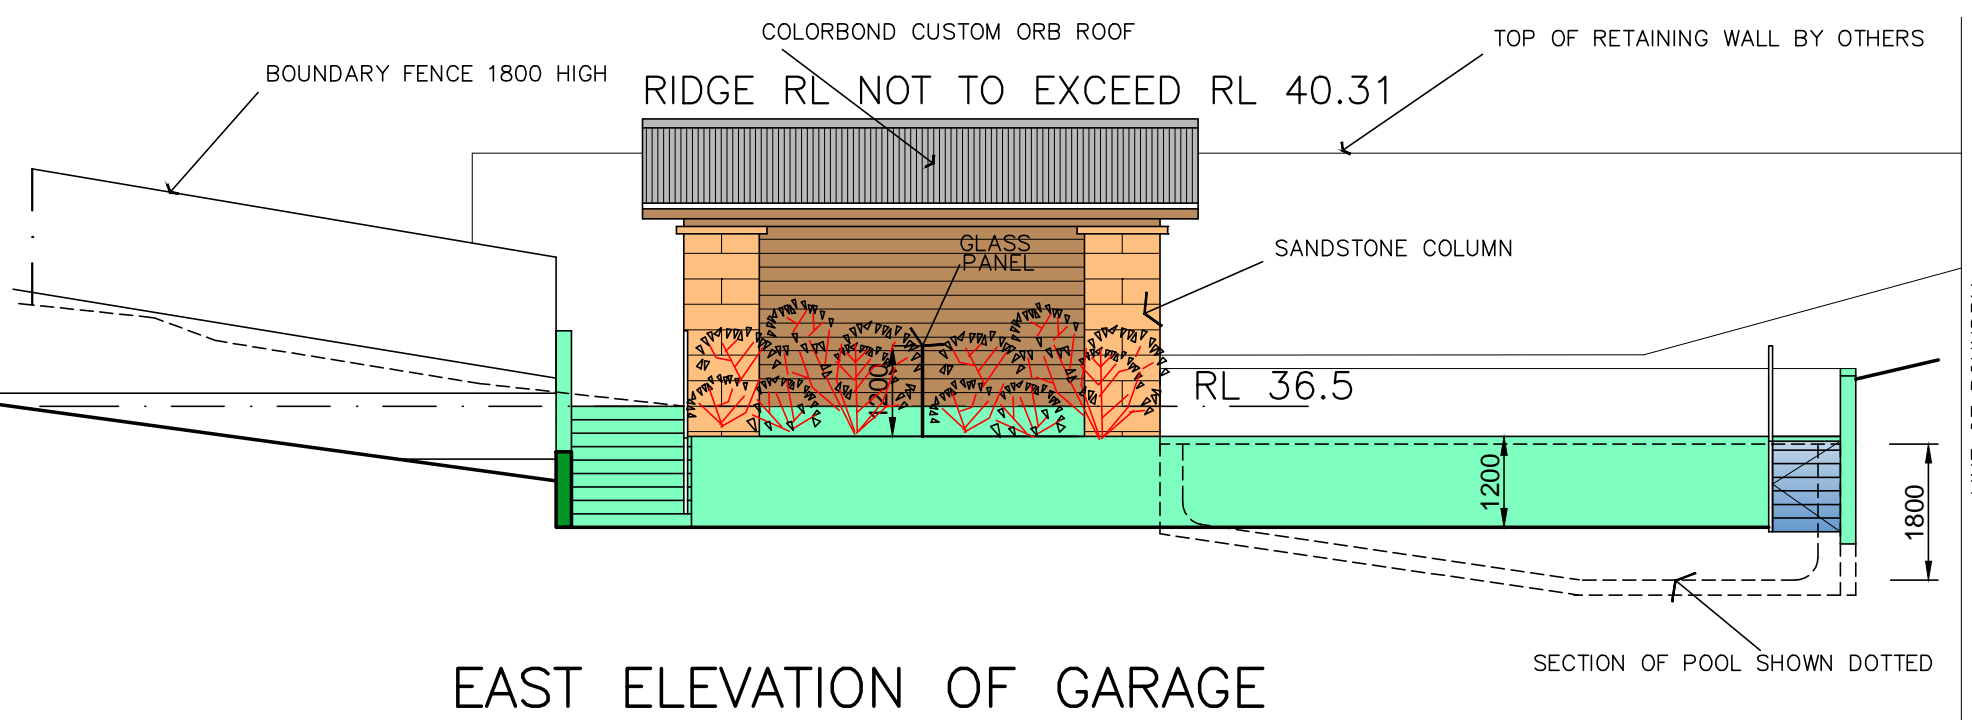 COLORBOND CUSTOM ORB ROOF
TOP OF RETAINING WALL BY OTHERS
BOUNDARY FENCE 1800 HIGH
RIDGE RL NOT TO EXCEED RL 40.31
GLASS
PANEL
SANDSTONE COLUMN
1200
RL 36.5
1200
1800
SECTION OF POOL SHOWN DOTTED
EAST ELEVATION OF GARAGE